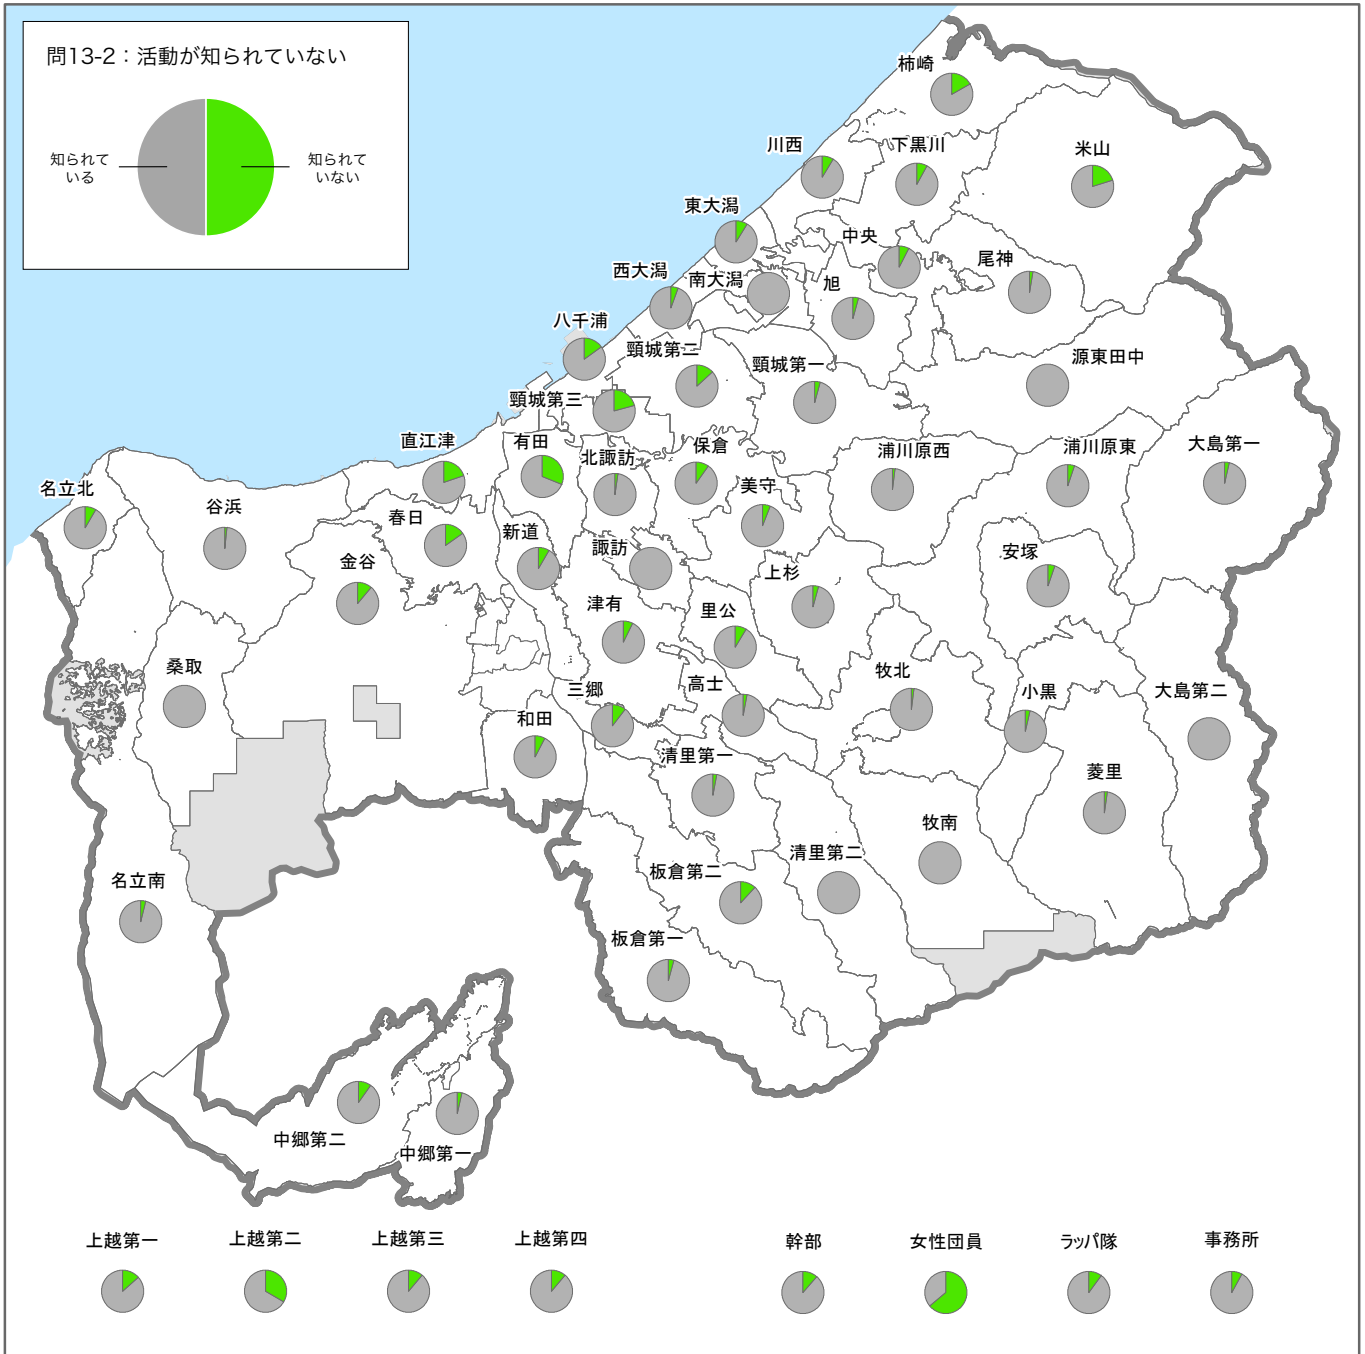 問13-2：活動が知られていない
知られて
いる
知られて
いない
柿崎
川西
下黒川
米山
東大潟
中央
尾神
西大潟
南大潟
旭
八千浦
頸城第二
頸城第一
源東田中
頸城第三
直江津
有田
北諏訪
保倉
浦川原西
浦川原東
大島第一
名立北
谷浜
春日
新道
美守
金谷
諏訪
上杉
安塚
津有
里公
桑取
三郷
高士
牧北
小黒
大島第二
和田
清里第一
菱里
牧南
清里第二
名立南
板倉第二
板倉第一
中郷第二
中郷第一
上越第一
上越第二
上越第三
上越第四
幹部
女性団員
ラッパ隊
事務所